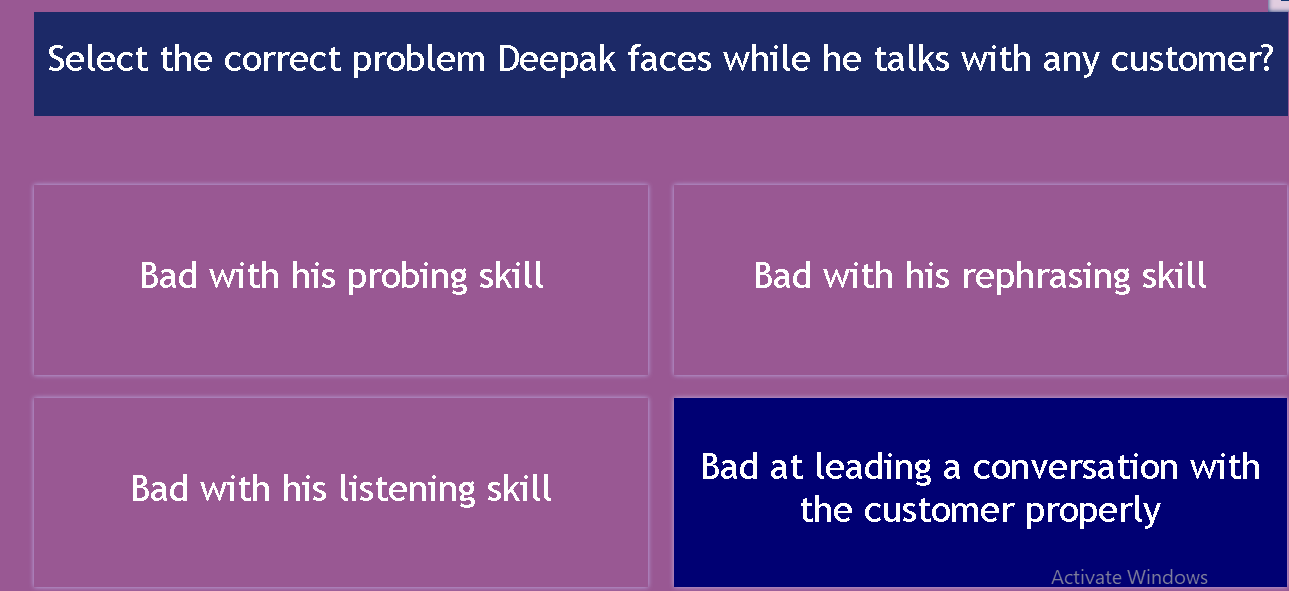 Select the correct problem Deepak faces while he talks with any customer?
Bad with his probing skill
Bad with his rephrasing skill
Bad with his listening skill
Bad at leading a conversation with
the customer properly
Activate Windows